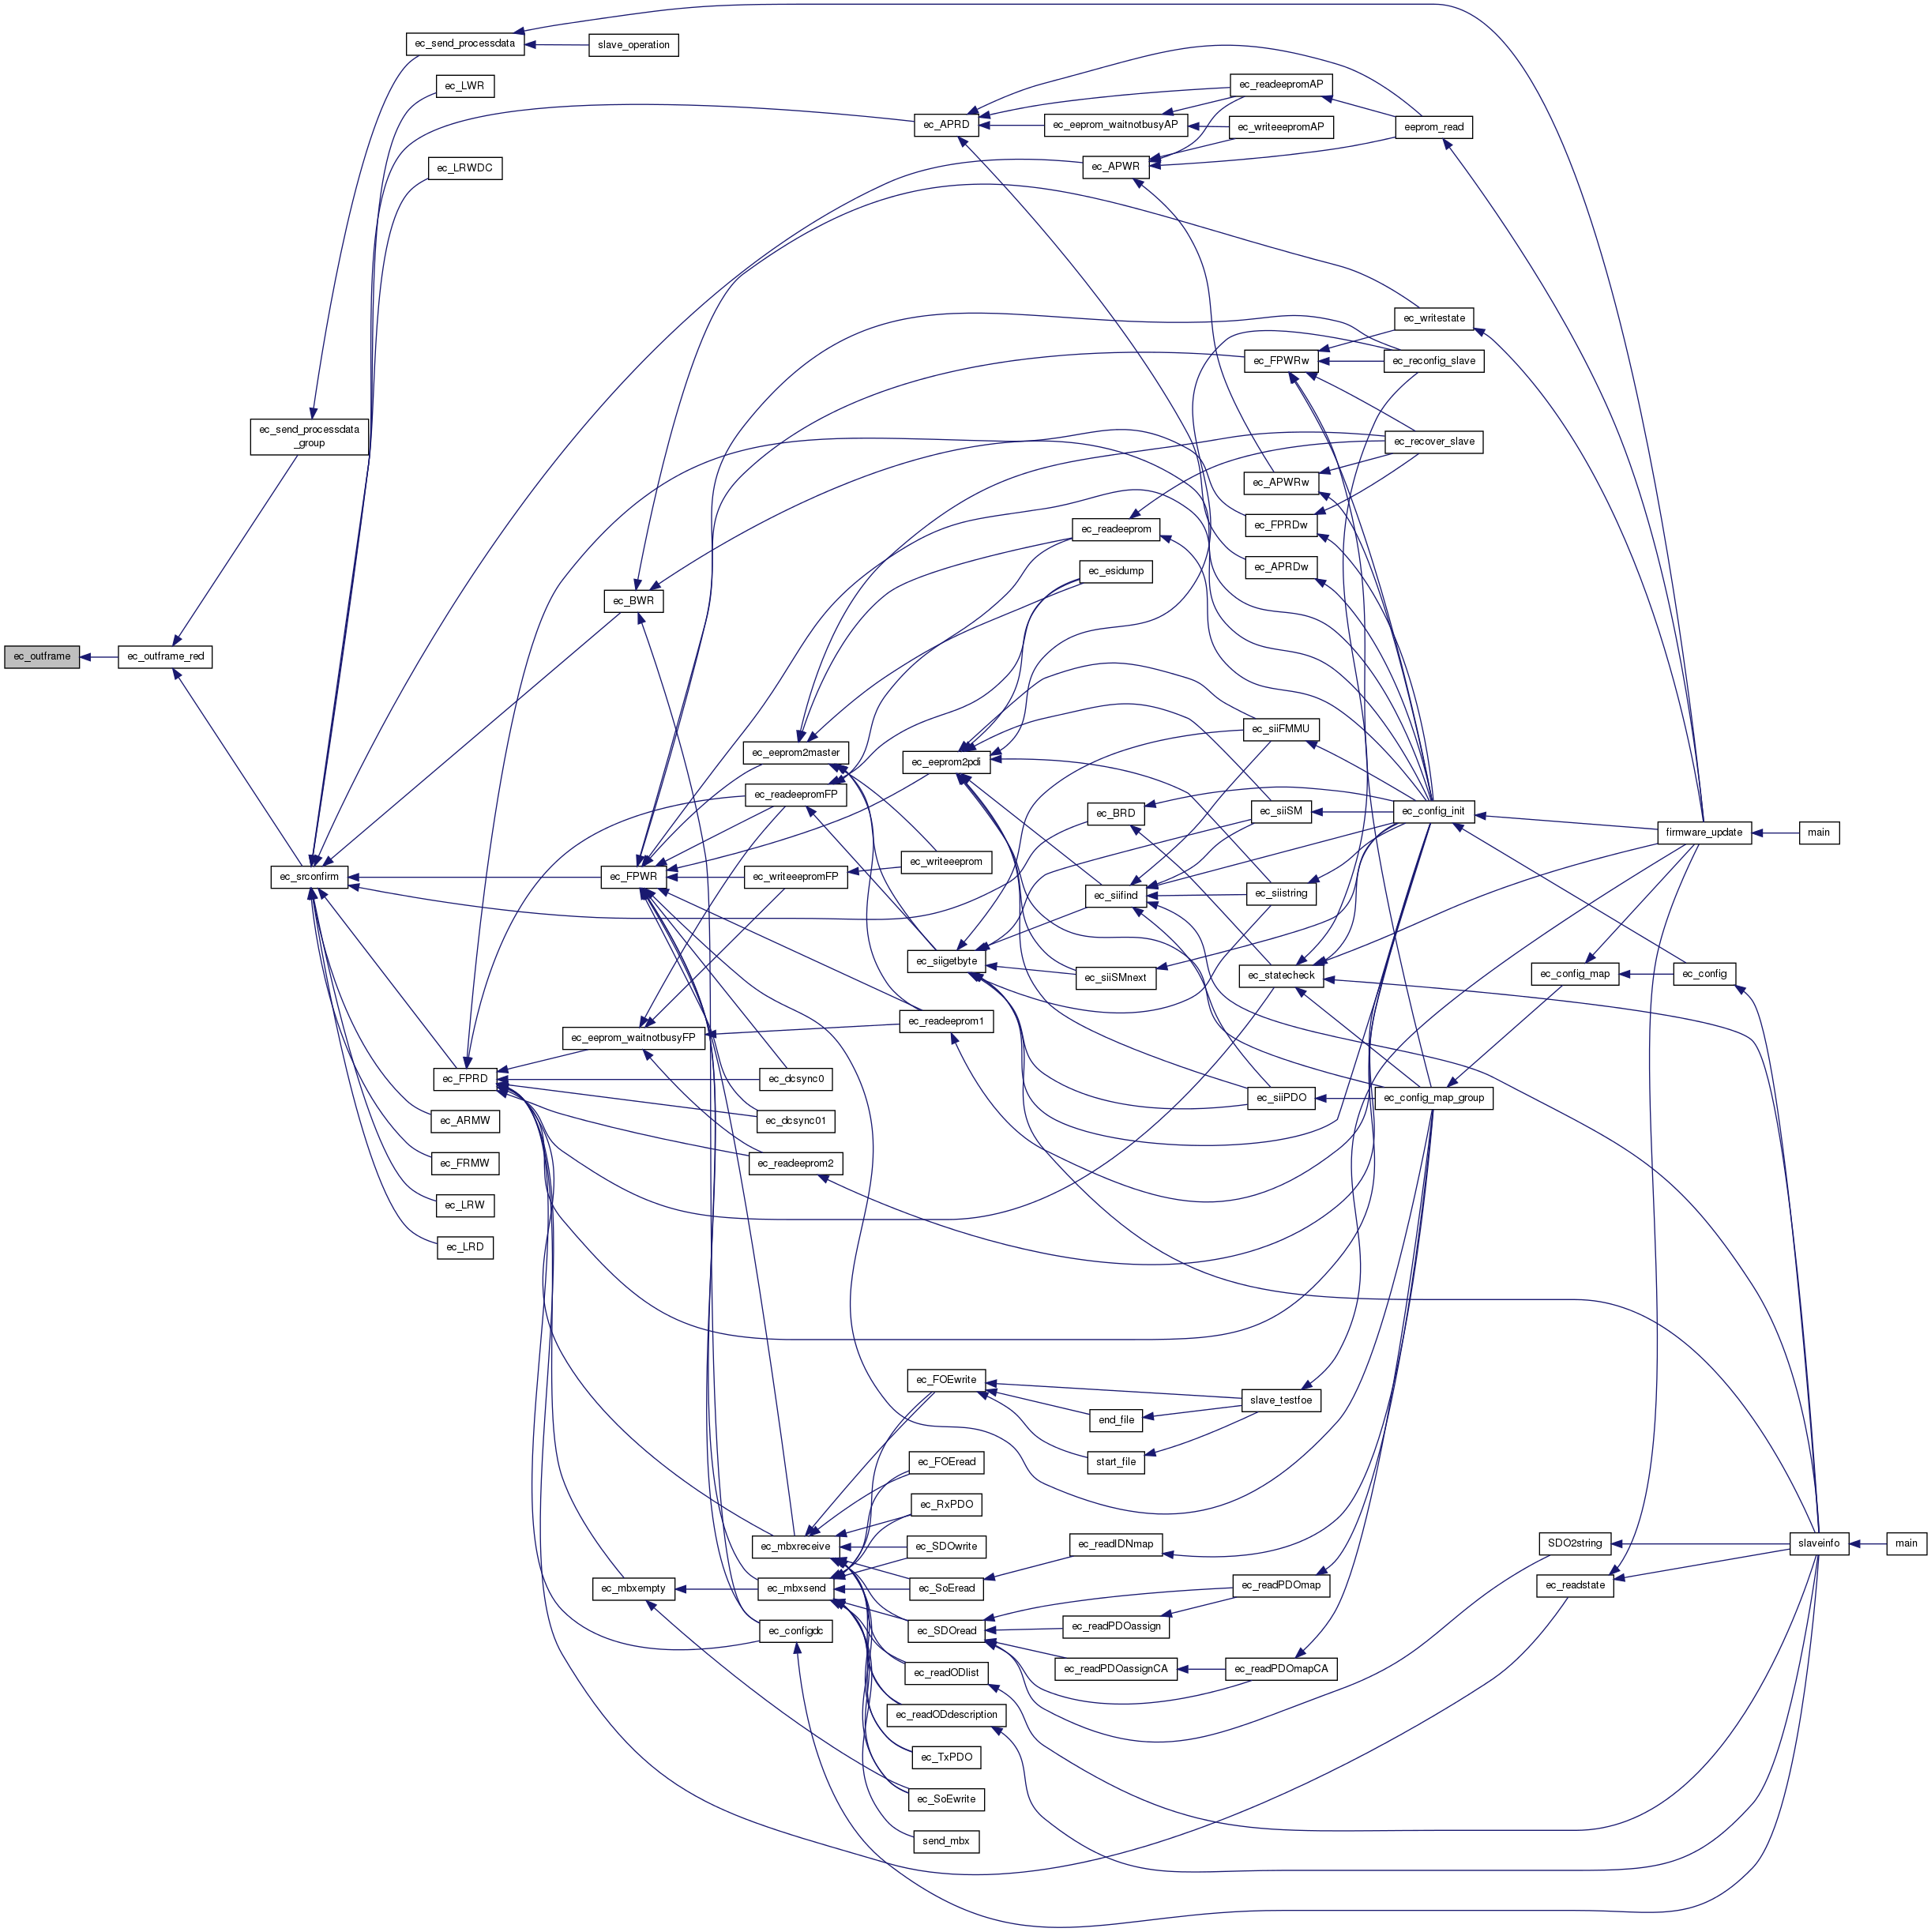 ec_send_processdata
slave_operation
ec_LWR
ec_readeepromAP
ec_APRD
ec_eeprom_waitnotbusyAP
ec_writeeepromAP
eeprom_read
ec_LRWDC
ec_APWR
ec_writestate
ec_FPWRw
ec_reconfig_slave
ec_send_processdata
_group
ec_recover_slave
ec_APWRw
ec_readeeprom
ec_FPRDw
ec_esidump
ec_APRDw
ec_BWR
ec_outframe
ec_outframe_red
ec_siiFMMU
ec_eeprom2master
ec_eeprom2pdi
ec_readeepromFP
ec_BRD
ec_siiSM
ec_config_init
firmware_update
main
ec_writeeeprom
ec_srconfirm
ec_FPWR
ec_writeeepromFP
ec_siifind
ec_siistring
ec_siigetbyte
ec_siiSMnext
ec_statecheck
ec_config_map
ec_config
ec_readeeprom1
ec_eeprom_waitnotbusyFP
ec_FPRD
ec_dcsync0
ec_siiPDO
ec_config_map_group
ec_ARMW
ec_dcsync01
ec_FRMW
ec_readeeprom2
ec_LRW
ec_LRD
ec_FOEwrite
slave_testfoe
end_file
ec_FOEread
start_file
ec_RxPDO
ec_mbxreceive
ec_SDOwrite
ec_readIDNmap
SDO2string
slaveinfo
main
ec_mbxempty
ec_mbxsend
ec_SoEread
ec_readPDOmap
ec_readstate
ec_configdc
ec_SDOread
ec_readPDOassign
ec_readODlist
ec_readPDOassignCA
ec_readPDOmapCA
ec_readODdescription
ec_TxPDO
ec_SoEwrite
send_mbx